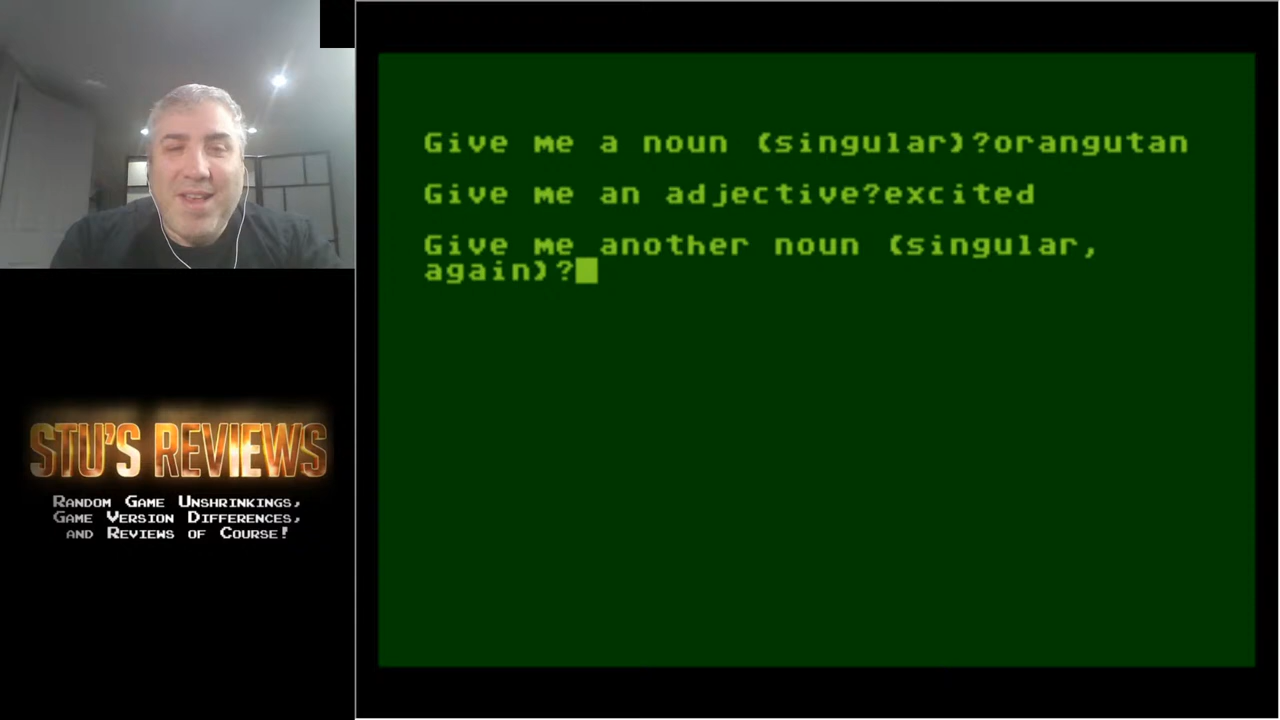 Give me a noun (singular)?orangutan
Give me an adjective?excited
Give me another noun (singular,
again)?
STU'S REVIEWS
RANDOM GAME UNSHRINKINGS,
GAME VERSION DIFFERENCES,
AND REVIEWS OF COURSE!